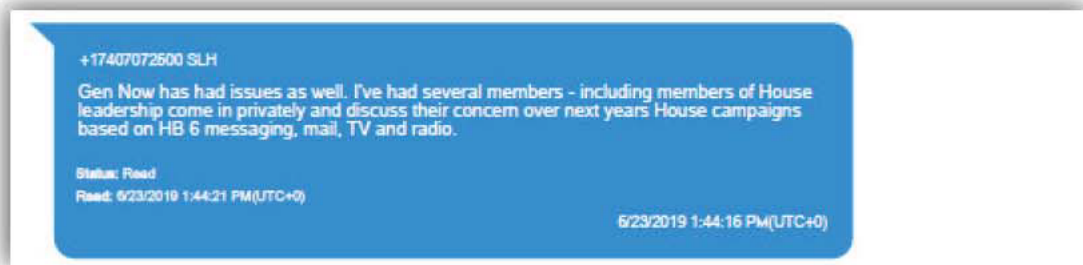 +17407072500 SLH
Gen Now has had issues as well. I've had several members - including members of House
leadership come in privately and discuss their concern over next years House campaigns
based on HB 6 messaging, mail, TV and radio.
Status: Read
Read: 6/23/2019 1:44:21 PM(UTC+0)
6/23/2019 1:44:16 PM(UTC+0)